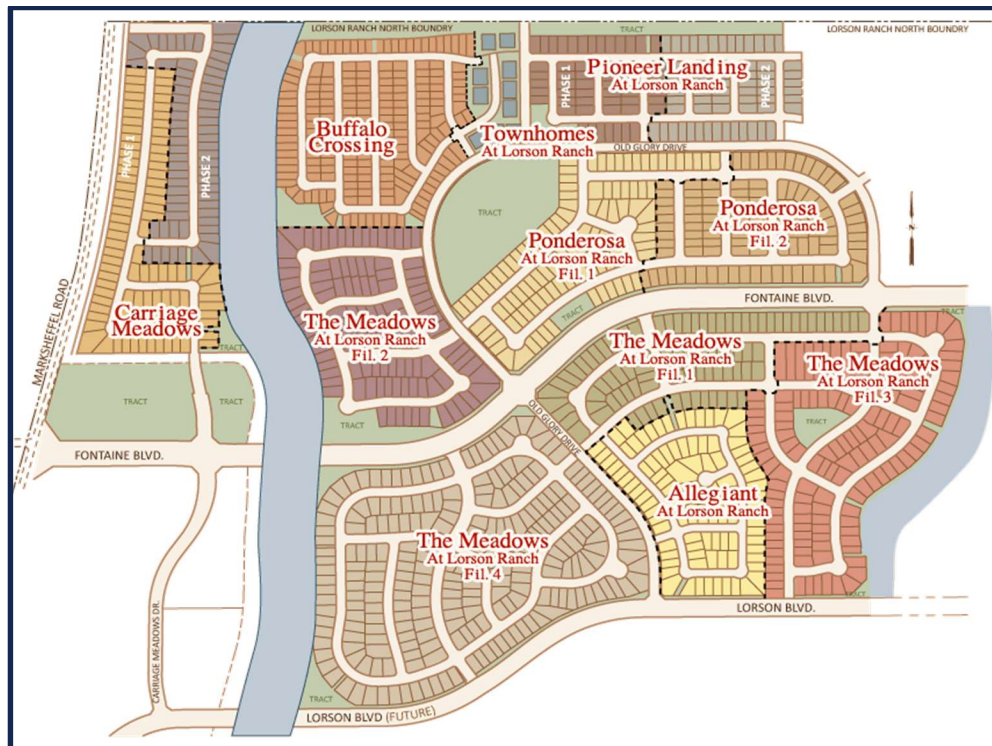 LORSON RANCH NORTH BOUNDARY
TRACT
LORSON RANCH NORTH BOUNDARY
PHASE 1
PHASE 2
PHASE 1
Pioneer Landing
At Lorson Ranch
PHASE 2
Buffalo
Crossing
Townhomes
At Lorson Ranch
OLD GLORY DRIVE
TRACT
Ponderosa
At Lorson Ranch
Fil. 1
Ponderosa
At Lorson Ranch
Fil. 2
MARKSHEFFEL ROAD
Carriage
Meadows
TRACT
The Meadows
At Lorson Ranch
Fil. 2
TRACT
FONTAINE BLVD.
TRACT
The Meadows
At Lorson Ranch
Fil. 1
The Meadows
At Lorson Ranch
Fil. 3
TRACT
TRACT
TRACT
TRACT
OLD GLORY DRIVE
TRACT
FONTAINE BLVD.
Allegiant
At Lorson Ranch
The Meadows
At Lorson Ranch
Fil. 4
TRACT
LORSON BLVD.
CARRIAGE MEADOWS DR.
TRACT
LORSON BLVD (FUTURE)